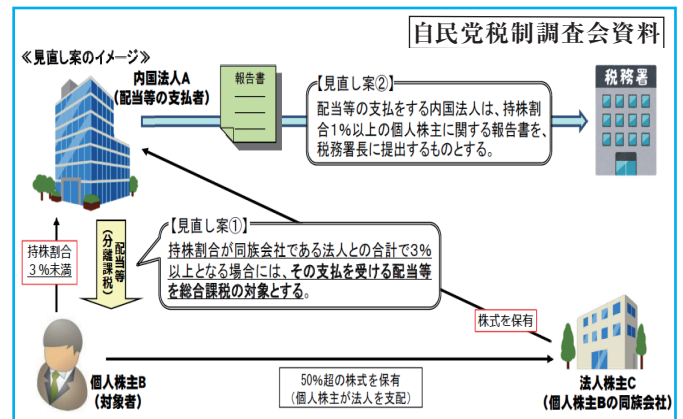 自民党税制調査会資料
≪見直し案のイメージ≫
内国法人A
(配当等の支払者)
報告書
【見直し案②】
配当等の支払をする内国法人は、持株割
合1%以上の個人株主に関する報告書を、
税務署長に提出するものとする。
税務署
【見直し案①】
持株割合が同族会社である法人との合計で3%
以上となる場合には、その支払を受ける配当等
を総合課税の対象とする。
持株割合
3%未満
配当等
(分離課税)
株式を保有
個人株主B
(対象者)
50%超の株式を保有
(個人株主が法人を支配)
法人株主C
(個人株主Bの同族会社)